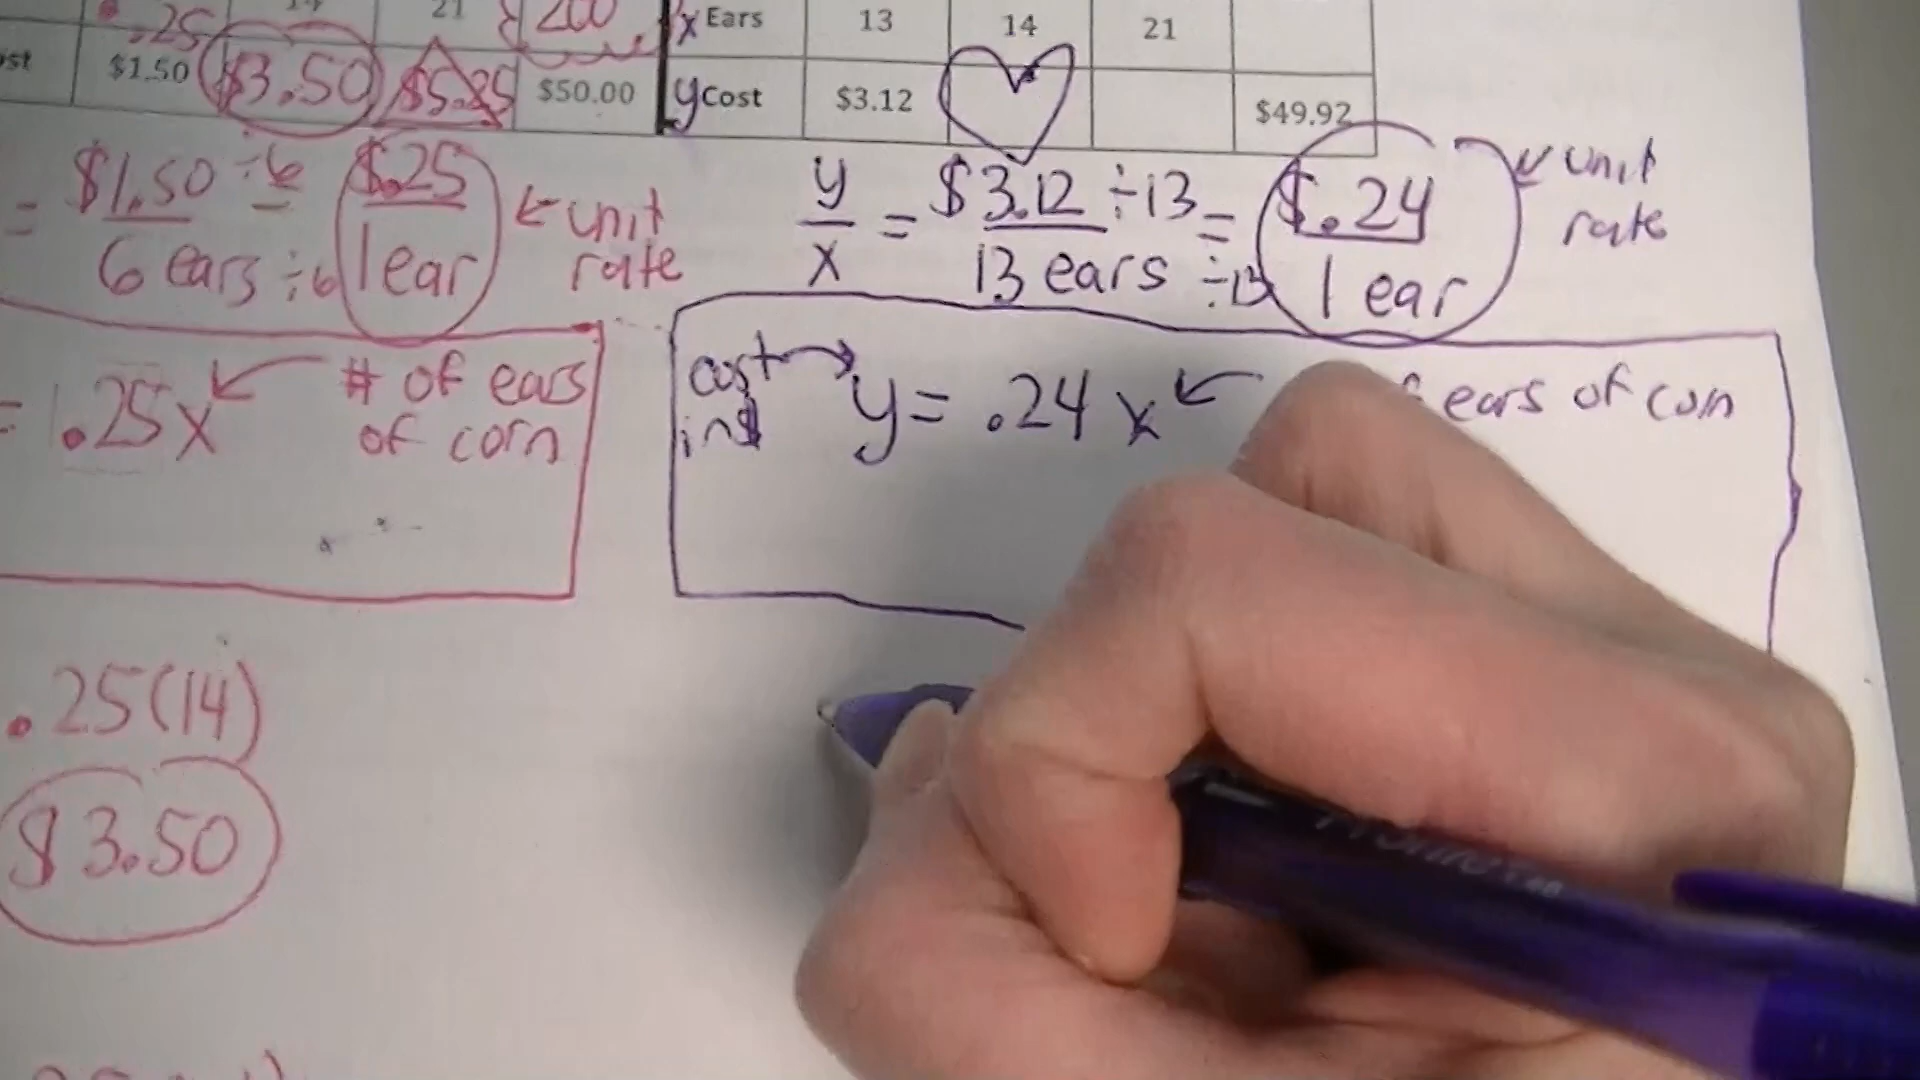 .25 14 21 200 x Ears 13 14 21
ost $1.50 $3.50 $5.25 $50.00 y Cost $3.12 $49.92
= $1.50 ÷6 $.25
6 ears ÷6 1 ear
← unit
rate
y/x = $3.12 ÷13 = $.24
13 ears ÷13 1 ear
unit
rate
= .25x ← # of ears
of corn
cost → y = .24x ← ears of corn
in $
.25(14)
$3.50